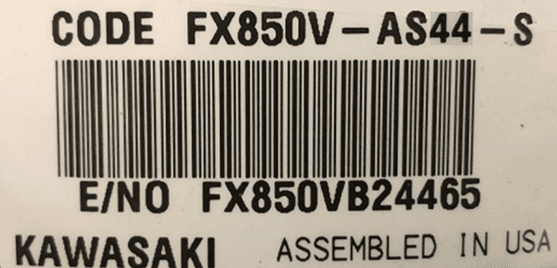 CODE FX850V-AS44-S
E/NO FX850VB24465
KAWASAKI ASSEMBLED IN USA